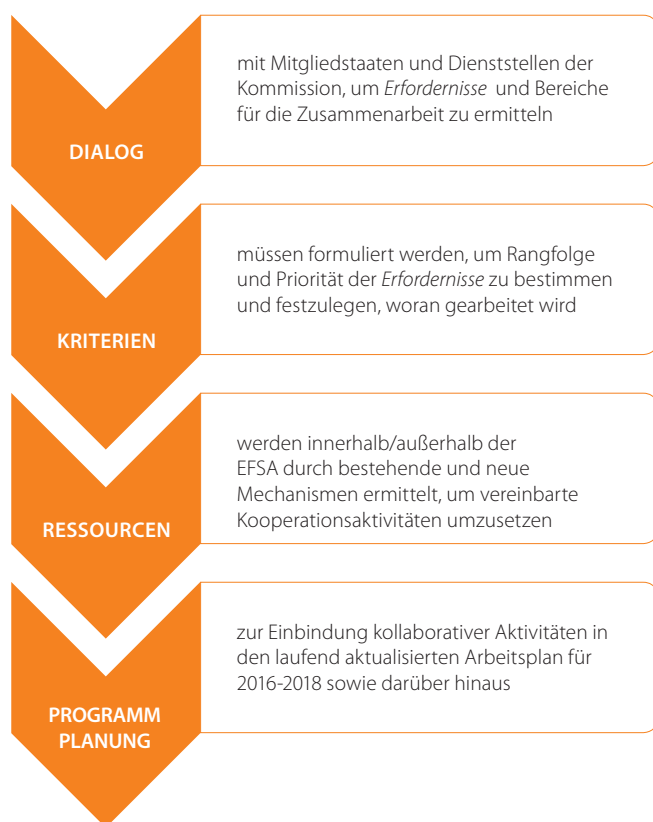 mit Mitgliedstaaten und Dienststellen der
Kommission, um Erfordernisse und Bereiche
für die Zusammenarbeit zu ermitteln
DIALOG
müssen formuliert werden, um Rangfolge
und Priorität der Erfordernisse zu bestimmen
und festzulegen, woran gearbeitet wird
KRITERIEN
werden innerhalb/außerhalb der
EFSA durch bestehende und neue
Mechanismen ermittelt, um vereinbarte
Kooperationsaktivitäten umzusetzen
RESSOURCEN
zur Einbindung kollaborativer Aktivitäten in
den laufend aktualisierten Arbeitsplan für
2016-2018 sowie darüber hinaus
PROGRAMM
PLANUNG